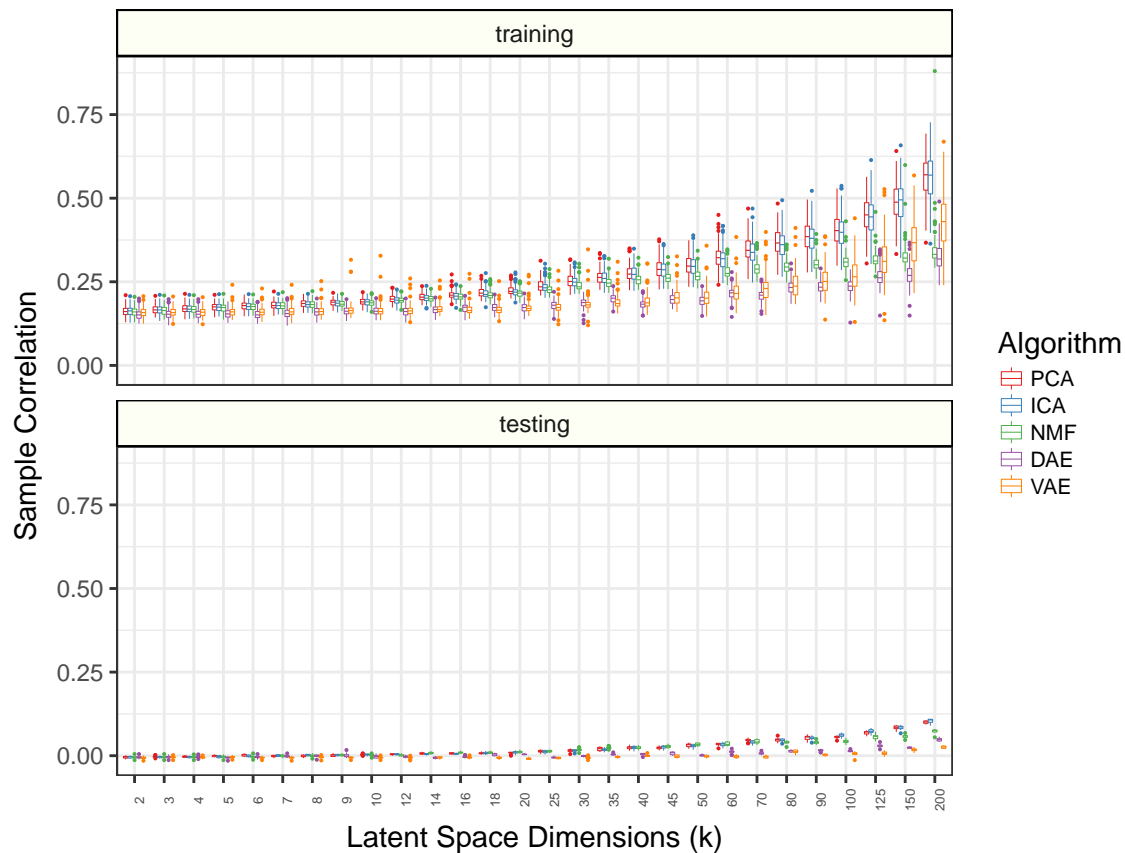 training
0.75
0.50
0.25
0.00
testing
0.75
0.50
0.25
0.00
Sample Correlation
2 3 4 5 6 7 8 9 10 12 14 16 18 20 25 30 35 40 45 50 60 70 80 90 100 125 150 200
Latent Space Dimensions (k)
Algorithm
PCA
ICA
NMF
DAE
VAE